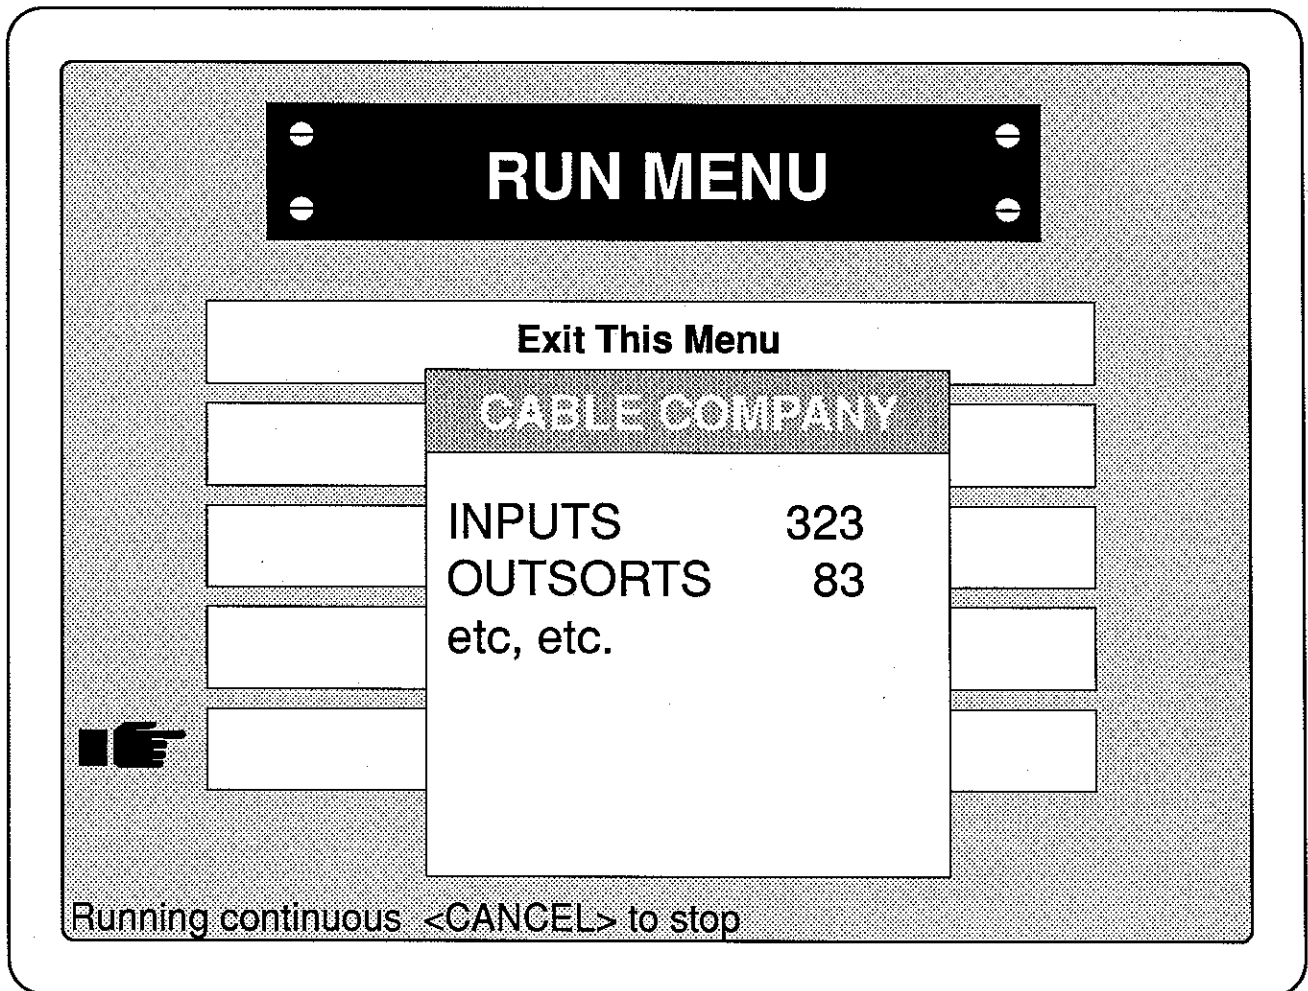 RUN MENU
Exit This Menu
CABLE COMPANY
INPUTS 323
OUTSORTS 83
etc, etc.
Running continuous <CANCEL> to stop